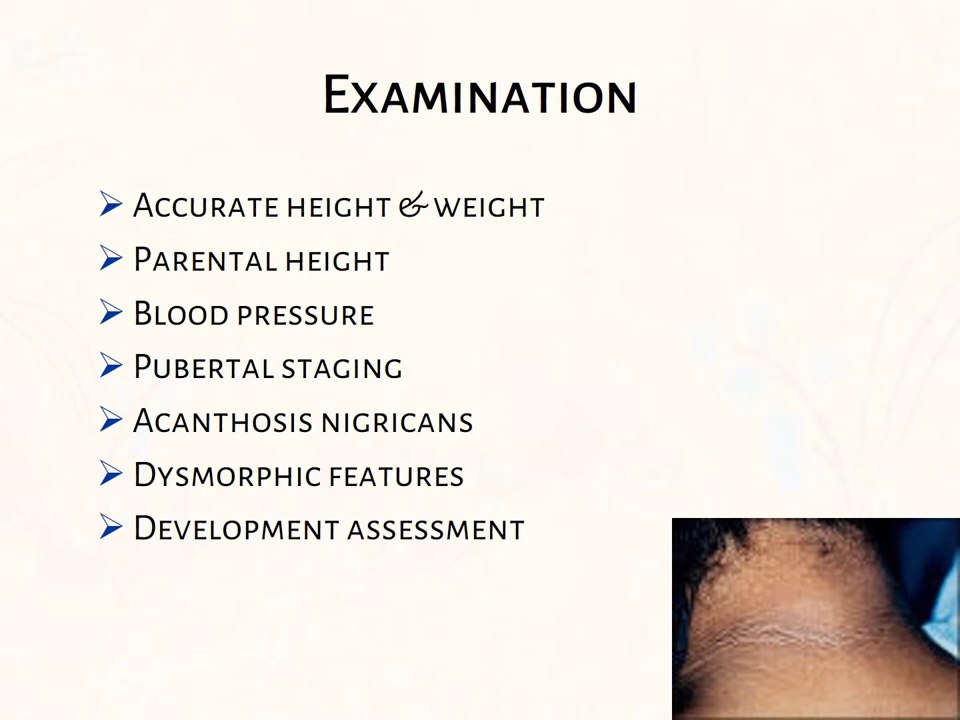 Examination
Accurate height & weight
Parental height
Blood pressure
Pubertal staging
Acanthosis nigricans
Dysmorphic features
Development assessment